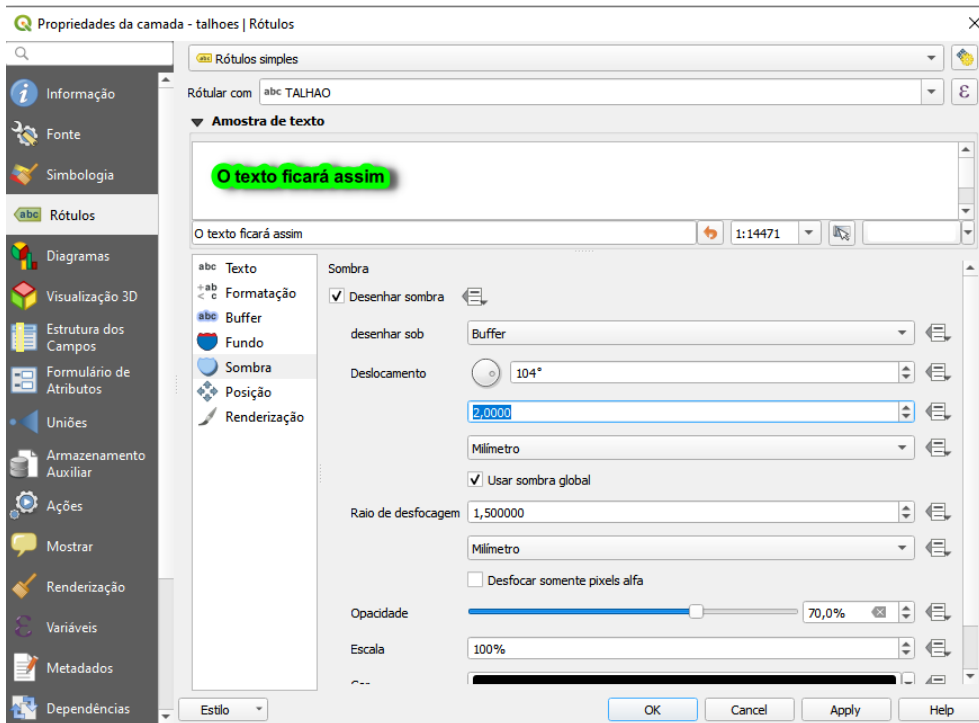 Propriedades da camada - talhoes | Rótulos
Informação
Fonte
Simbologia
abc Rótulos
Diagramas
Visualização 3D
Estrutura dos
Campos
Formulário de
Atributos
Uniões
Armazenamento
Auxiliar
Ações
Mostrar
Renderização
Variáveis
Metadados
Dependências
abc Rótulos simples
Rótular com abc TALHAO ε
Amostra de texto
O texto ficará assim
O texto ficará assim 1:14471
abc Texto
+ab < c Formatação
abc Buffer
Fundo
Sombra
Posição
Renderização
Sombra
Desenhar sombra
desenhar sob Buffer
Deslocamento 104°
2,0000
Milímetro
Usar sombra global
Raio de desfocagem 1,500000
Milímetro
Desfocar somente pixels alfa
Opacidade 70,0%
Escala 100%
Estilo OK Cancel Apply Help